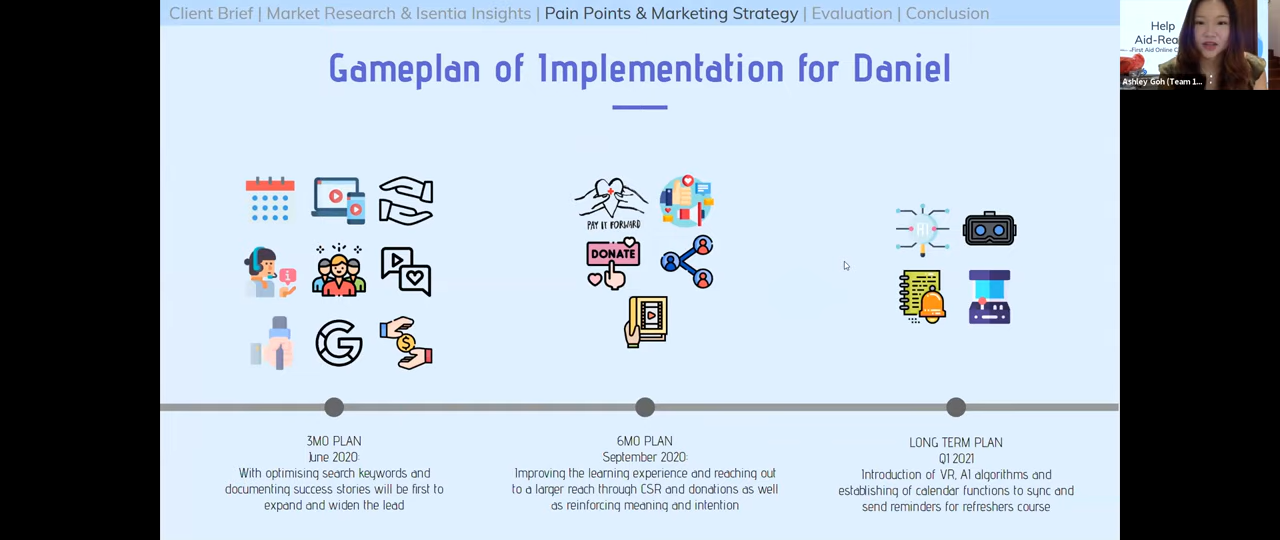 Client Brief | Market Research & Isentia Insights | Pain Points & Marketing Strategy | Evaluation | Conclusion
Help
Aid-Rea
First Aid Online C
Ashley Goh (Team 1...
Gameplan of Implementation for Daniel
PAY IT FORWARD
DONATE
AI
3MO PLAN
June 2020:
With optimising search keywords and
documenting success stories will be first to
expand and widen the lead
6MO PLAN
September 2020:
Improving the learning experience and reaching out
to a larger reach through CSR and donations as well
as reinforcing meaning and intention
LONG TERM PLAN
Q1 2021
Introduction of VR, AI algorithms and
establishing of calendar functions to sync and
send reminders for refreshers course